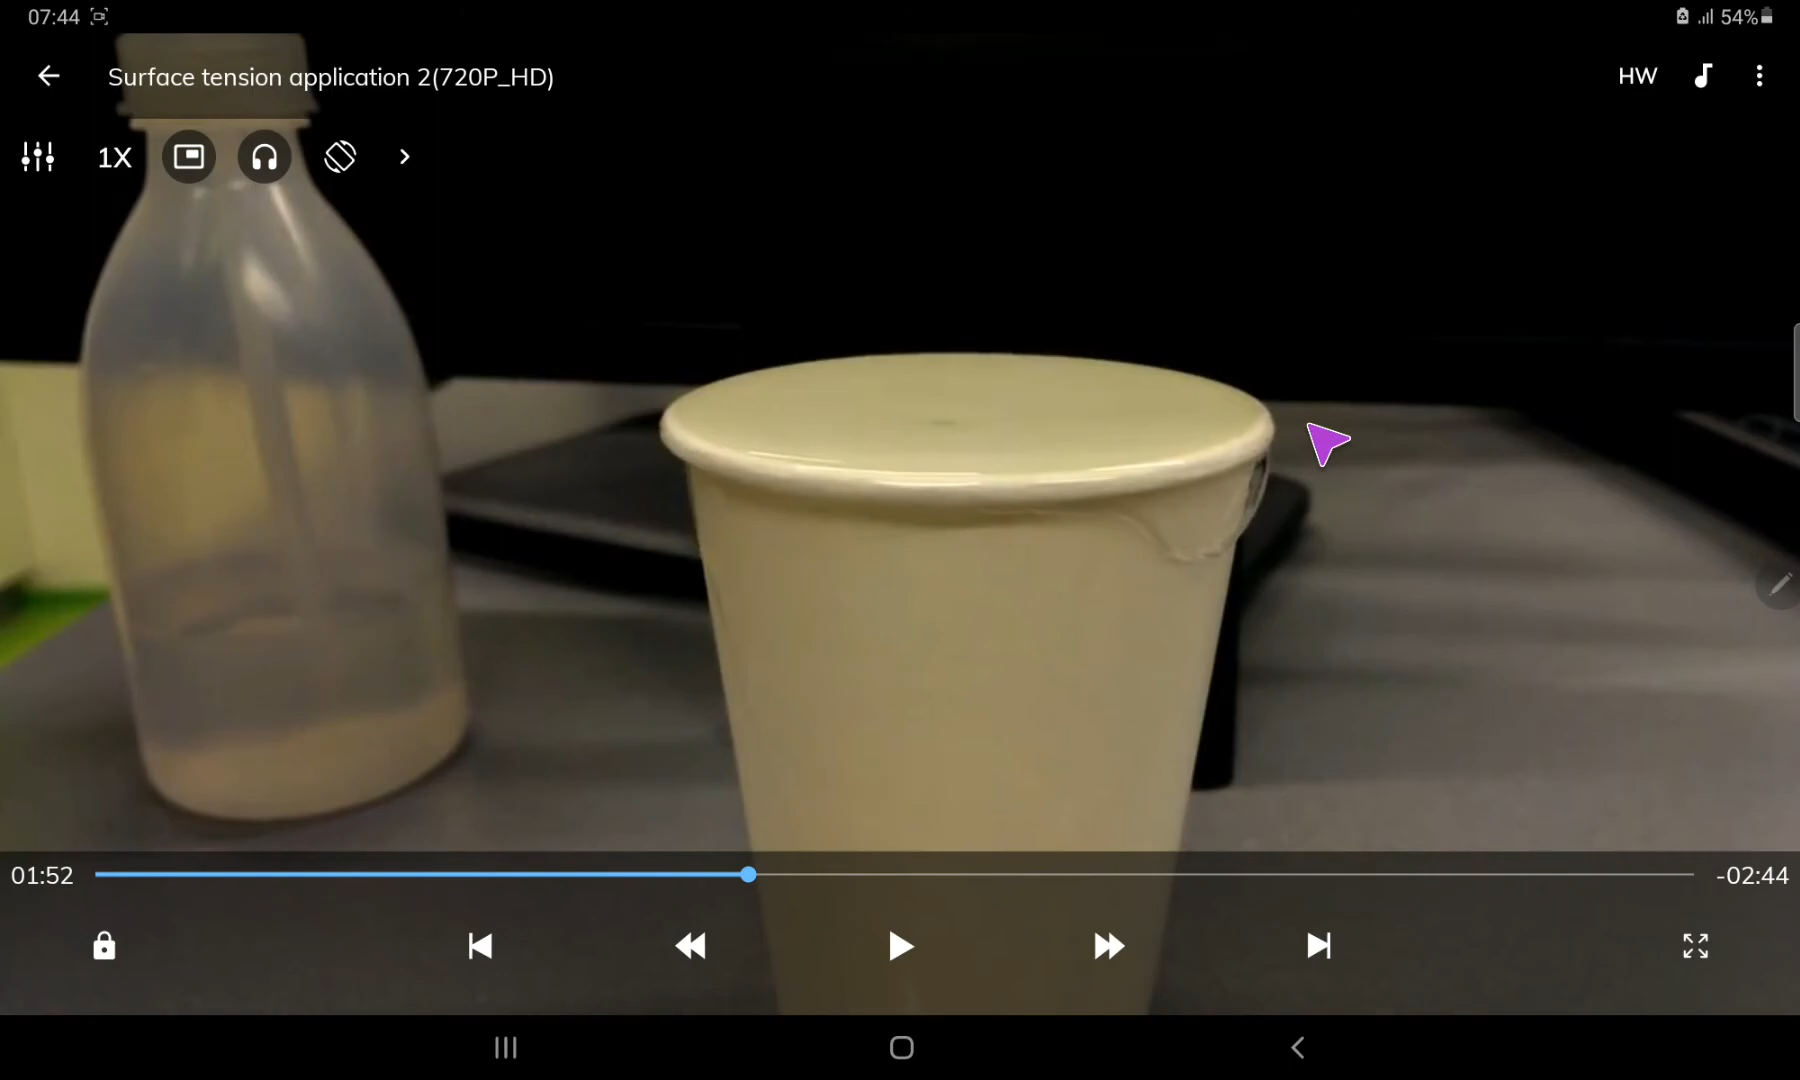 07:44
54%
Surface tension application 2(720P_HD)
HW
1X
01:52
-02:44